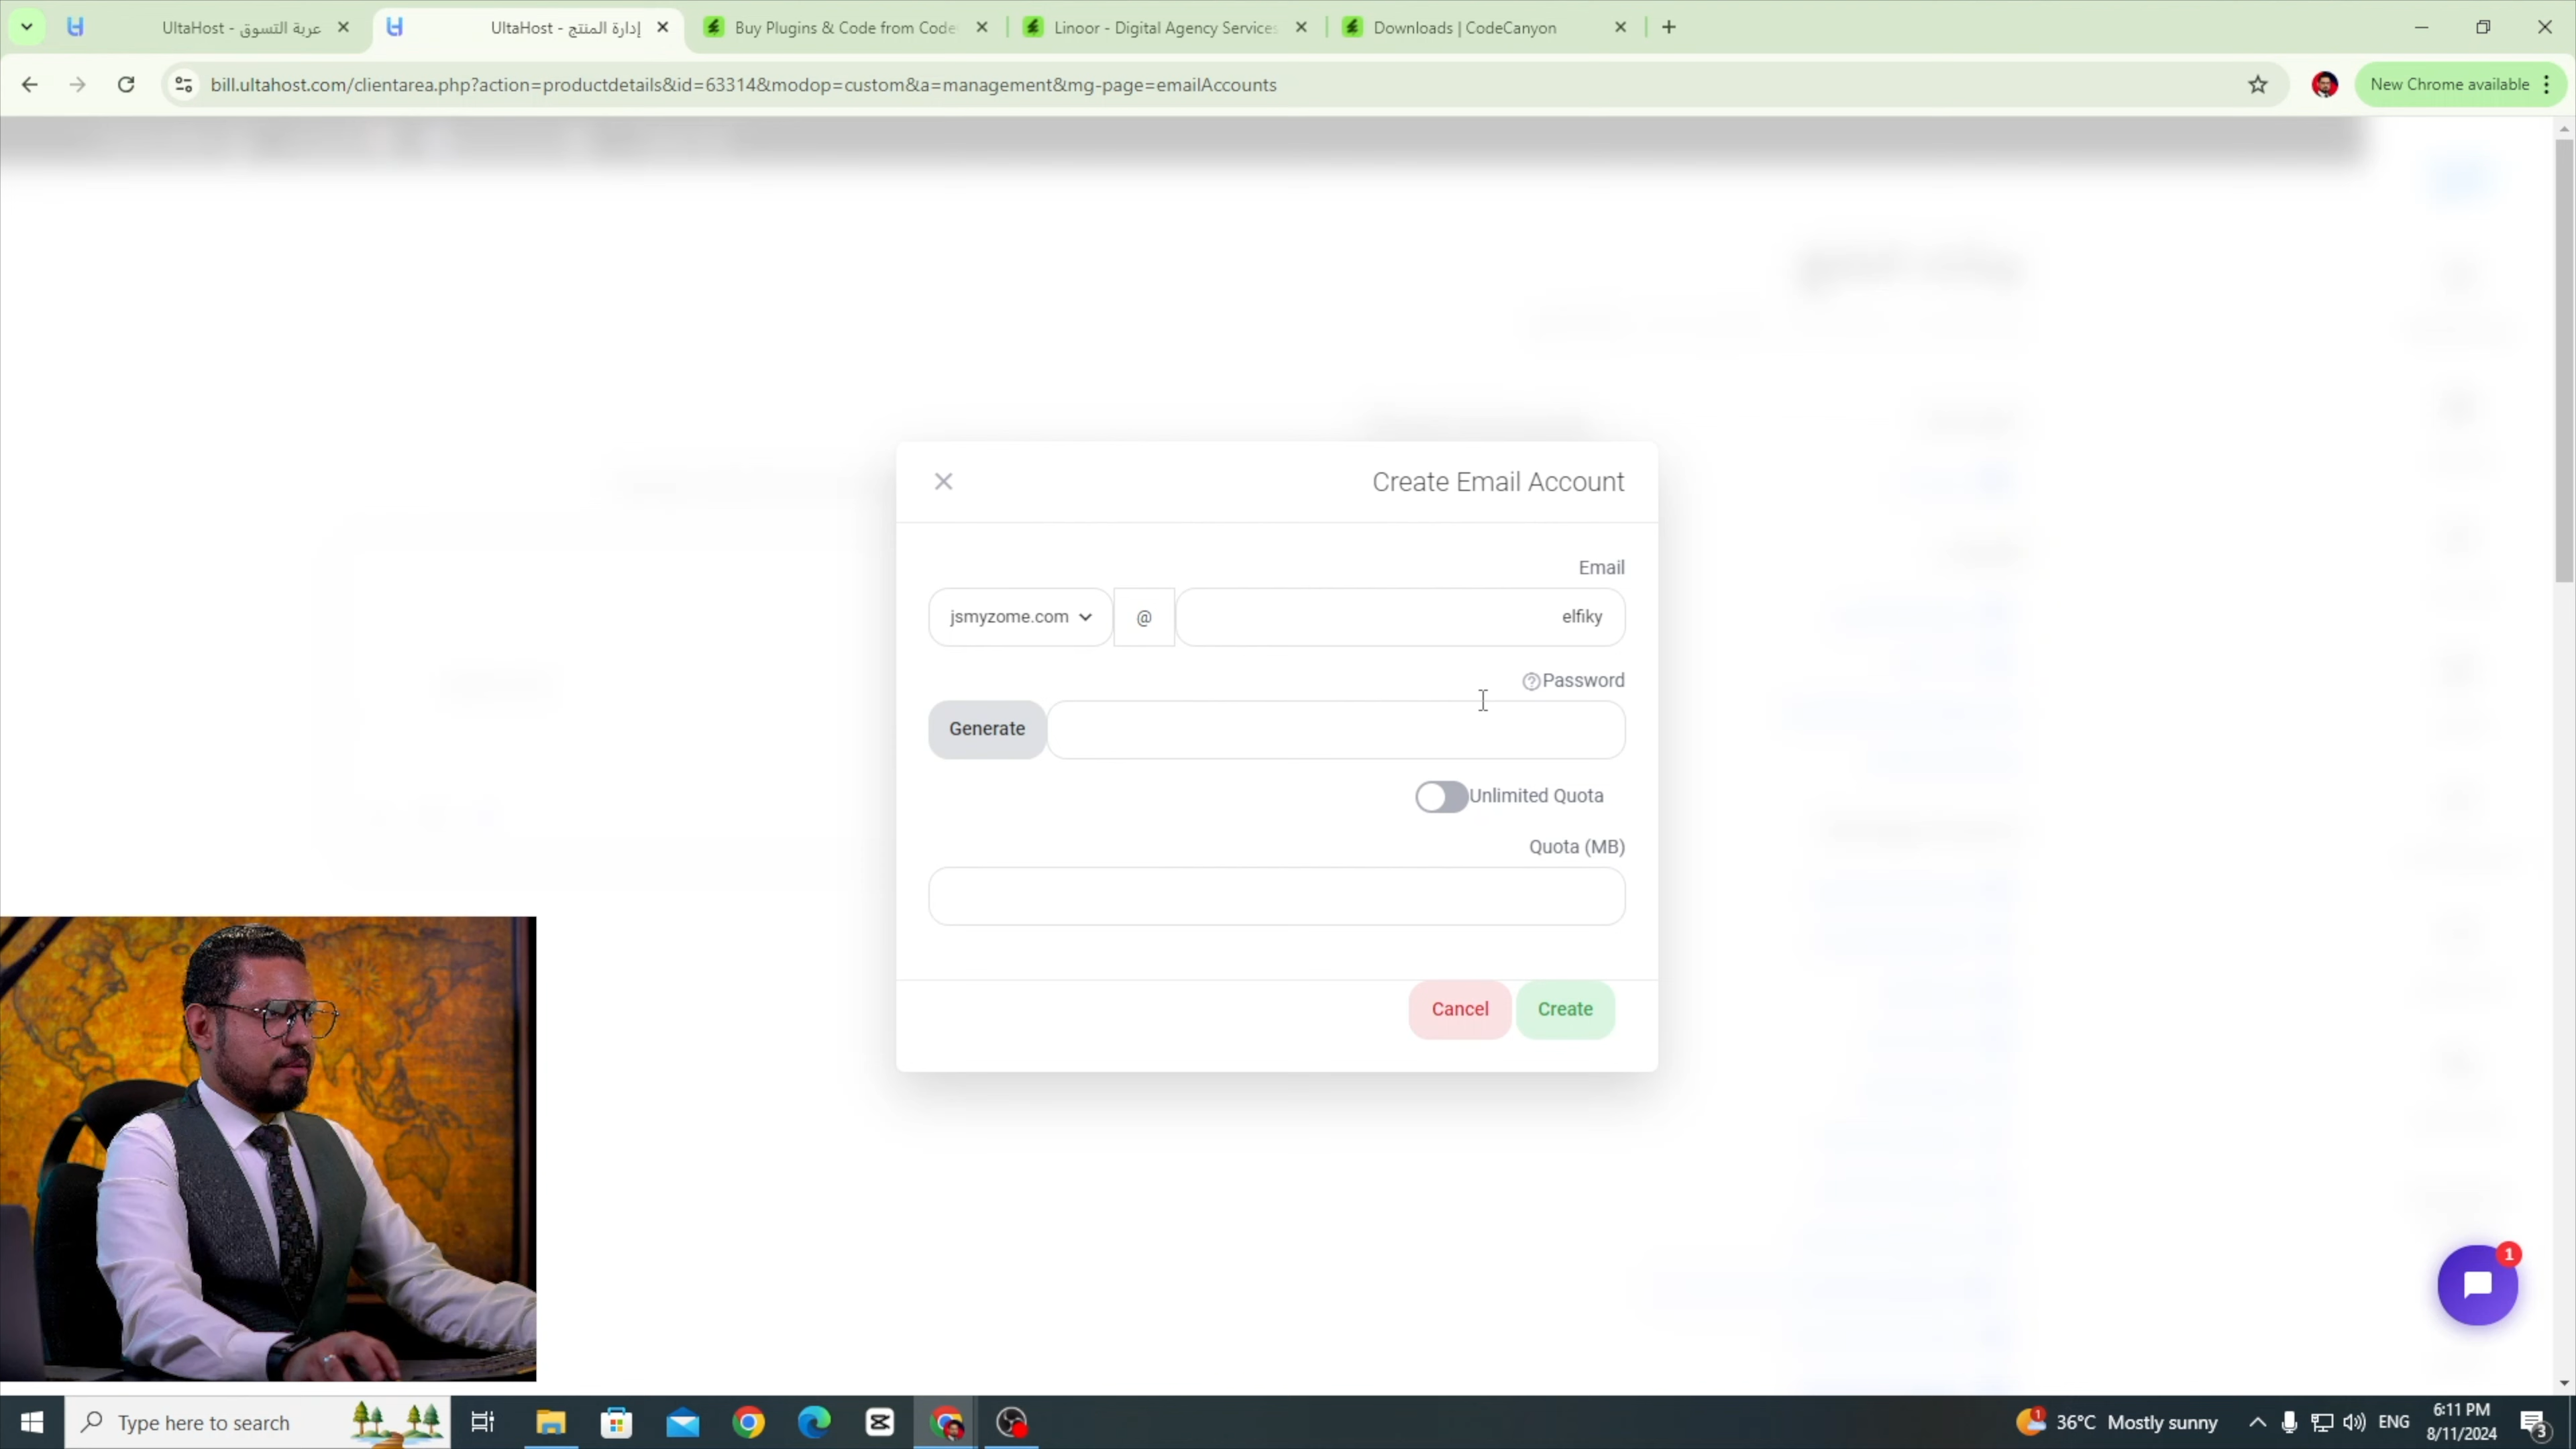 UltaHost - عربة التسوق
UltaHost - إدارة المنتج
Buy Plugins & Code from Code
Linoor - Digital Agency Services
Downloads | CodeCanyon
bill.ultahost.com/clientarea.php?action=productdetails&id=63314&modop=custom&a=management&mg-page=emailAccounts
New Chrome available
Create Email Account
Email
jsmyzome.com @ elfiky
Password
Generate
Unlimited Quota
Quota (MB)
Cancel Create
1
Type here to search
1 36°C Mostly sunny ENG
6:11 PM
8/11/2024
3